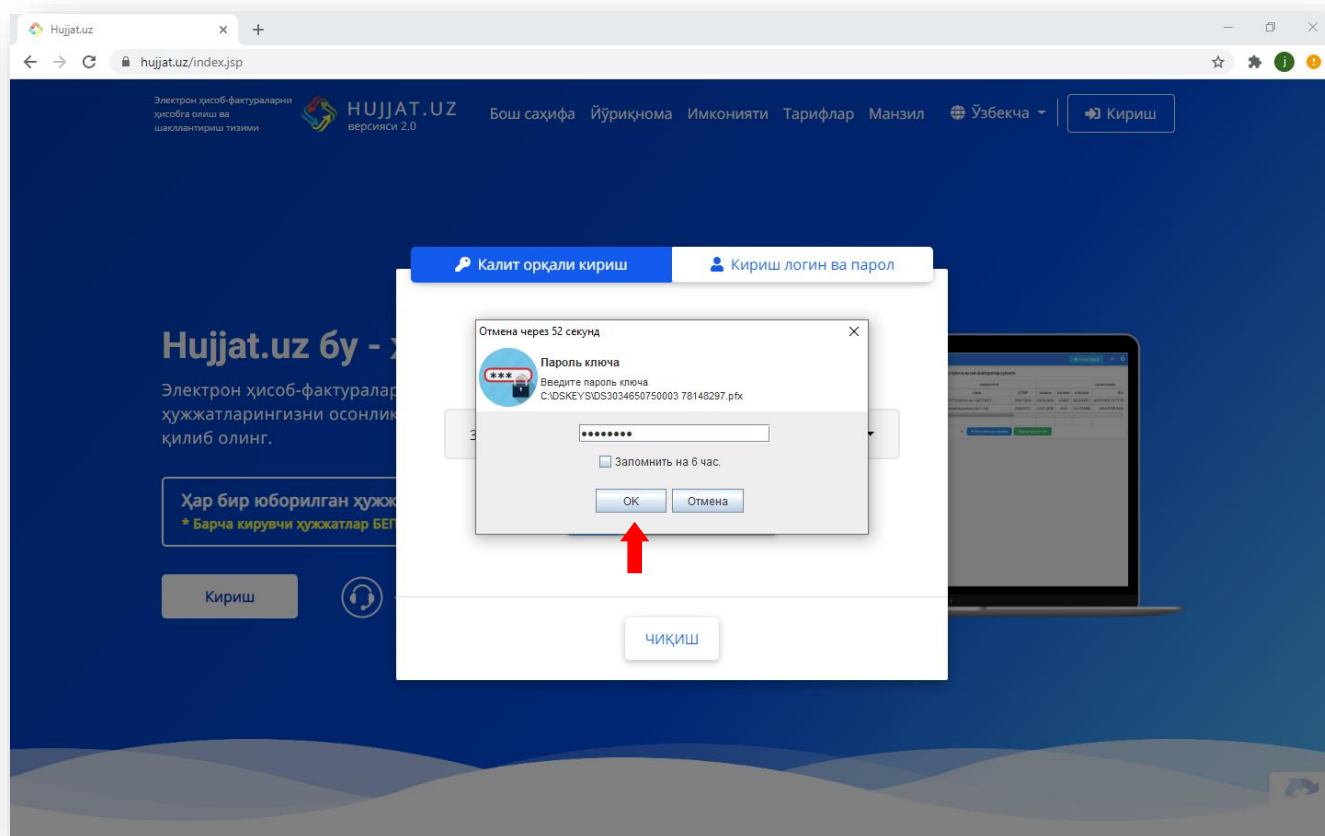 Hujjat.uz
hujjat.uz/index.jsp
j
Электрон ҳисоб-фактураларни
ҳисобга олиш ва
шакллантириш тизими
HUJJAT.UZ
версияси 2.0
Бош саҳифа Йўриқнома Имконияти Тарифлар Манзил Ўзбекча Кириш
Калит орқали кириш
Кириш логин ва парол
Отмена через 52 секунд
Пароль ключа
Введите пароль ключа
C:\DSKEYS\DS3034650750003 78148297.pfx
Запомнить на 6 час.
OK
Отмена
ЧИҚИШ
Hujjat.uz бу -
Электрон ҳисоб-фактуралар
ҳужжатларингизни осонлик
қилиб олинг.
Ҳар бир юборилган ҳужж
* Барча кирувчи ҳужжатлар БЕП
Кириш